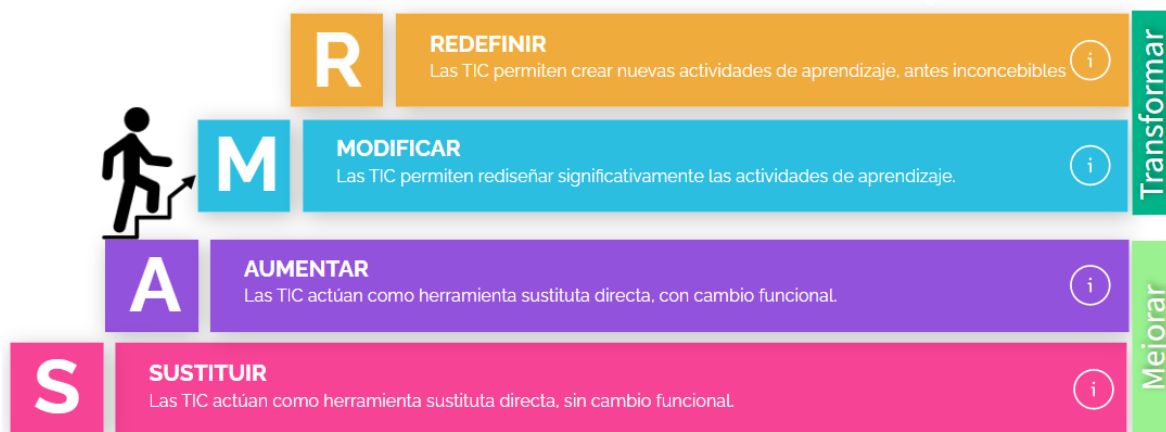 R
REDEFINIR
Las TIC permiten crear nuevas actividades de aprendizaje, antes inconcebibles
i
M
MODIFICAR
Las TIC permiten rediseñar significativamente las actividades de aprendizaje.
i
Transformar
A
AUMENTAR
Las TIC actúan como herramienta sustituta directa, con cambio funcional.
i
S
SUSTITUIR
Las TIC actúan como herramienta sustituta directa, sin cambio funcional.
i
Mejorar